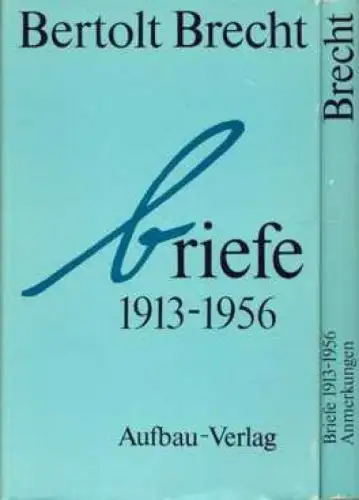 Bertolt Brecht
briefe
1913-1956
Aufbau-Verlag
Brecht
Briefe 1913-1956
Anmerkungen